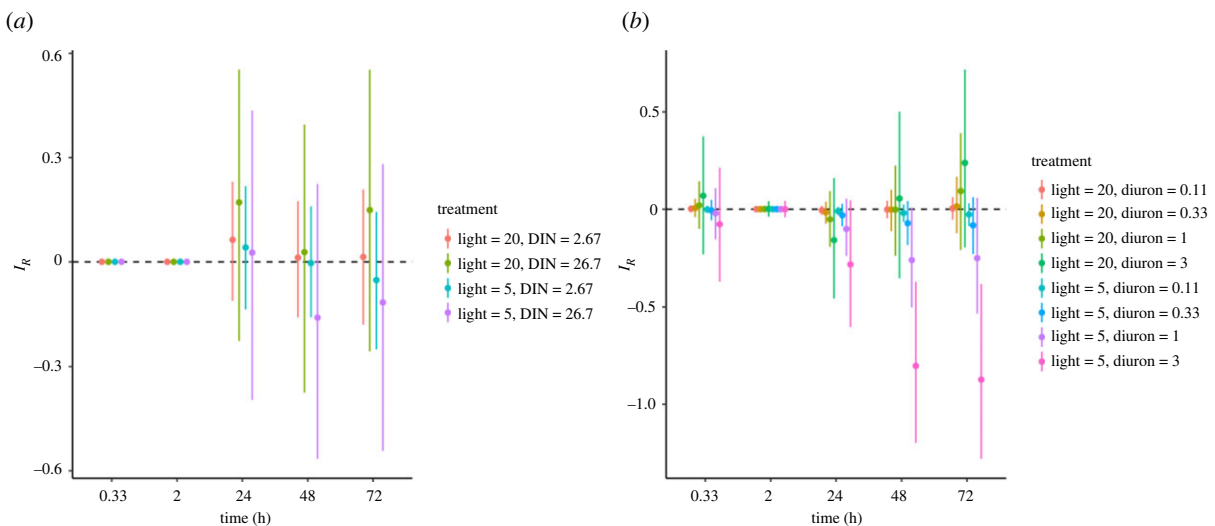 (a)
I_R
0.6
0.3
0
–0.3
–0.6
0.33 2 24 48 72
time (h)
treatment
light = 20, DIN = 2.67
light = 20, DIN = 26.7
light = 5, DIN = 2.67
light = 5, DIN = 26.7
(b)
I_R
0.5
0
–0.5
–1.0
0.33 2 24 48 72
time (h)
treatment
light = 20, diuron = 0.11
light = 20, diuron = 0.33
light = 20, diuron = 1
light = 20, diuron = 3
light = 5, diuron = 0.11
light = 5, diuron = 0.33
light = 5, diuron = 1
light = 5, diuron = 3